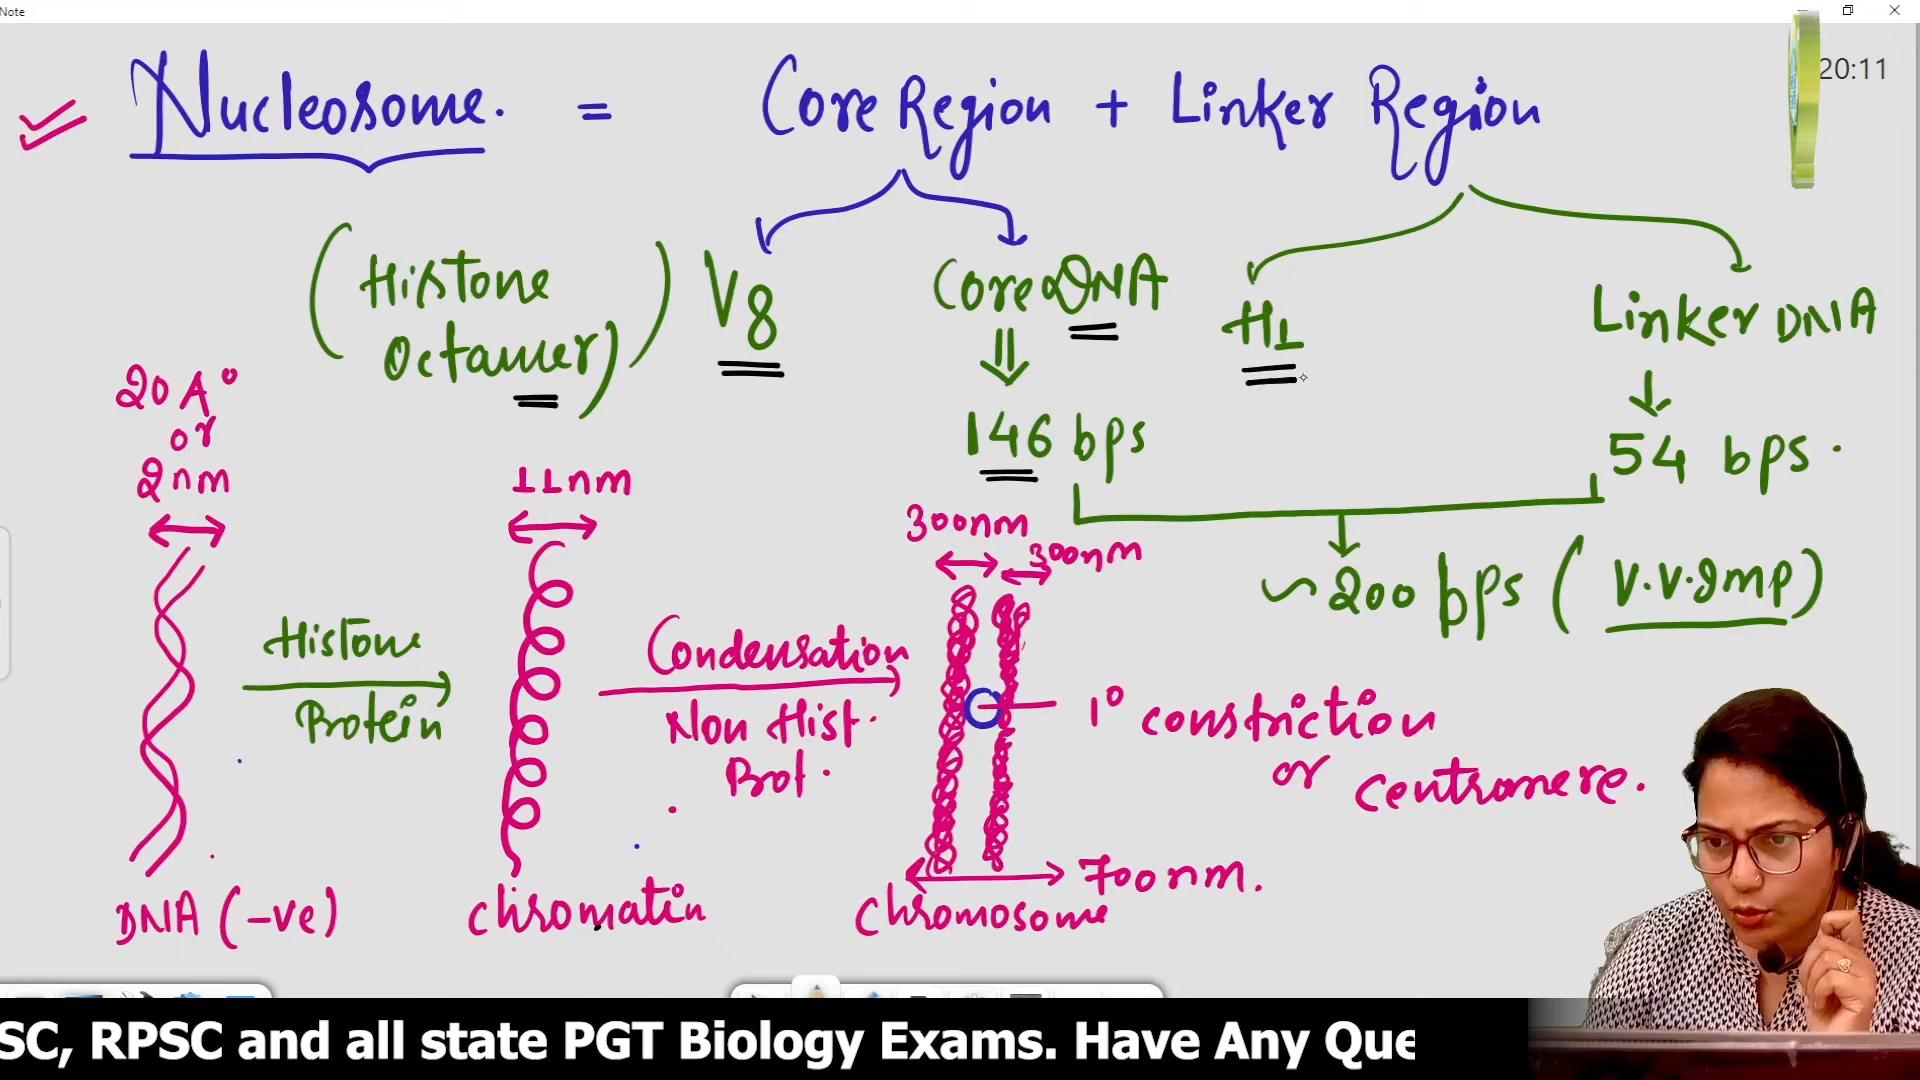 Note
20:11
Nucleosome. = Core Region + Linker Region
(Histone Octamer) V8
Core DNA
H1
Linker DNA
146 bps
54 bps.
~200 bps (V.V.Imp)
20 A°
or
2nm
11nm
300nm
300nm
Histone
Protein
Condensation
Non Hist.
Prot.
1° constriction
or centromere.
700nm.
DNA (-ve)
chromatin
Chromosome
SC, RPSC and all state PGT Biology Exams. Have Any Que